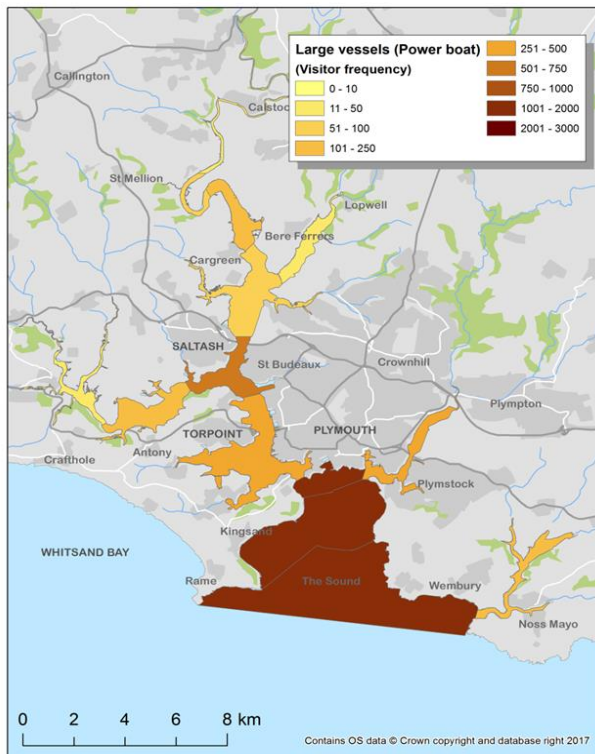 Large vessels (Power boat)
(Visitor frequency)
0 - 10
11 - 50
51 - 100
101 - 250
251 - 500
501 - 750
750 - 1000
1001 - 2000
2001 - 3000
Callington
Calstoc
St Mellion
Lopwell
Bere Ferrers
Cargreen
SALTASH
St Budeaux
Crownhill
Plympton
TORPOINT
PLYMOUTH
Antony
Crafthole
Plymstock
Kingsand
WHITSAND BAY
Rame
The Sound
Wembury
Noss Mayo
0 2 4 8 km
Contains OS data © Crown copyright and database right 2017